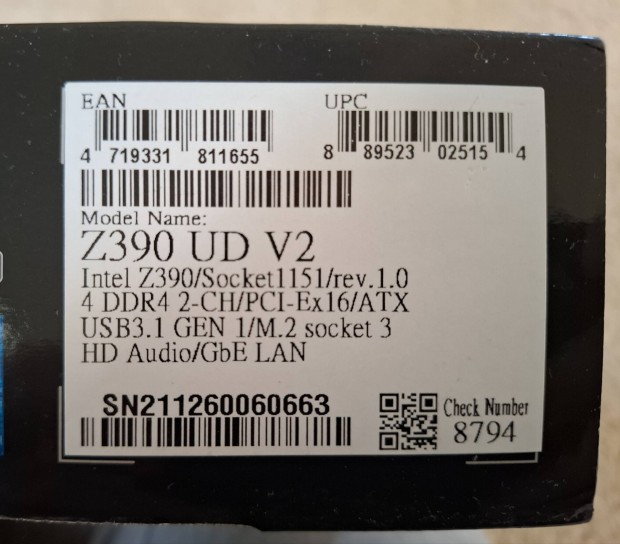 EAN
UPC
4 719331 811655
8 89523 02515 4
Model Name:
Z390 UD V2
Intel Z390/Socket1151/rev.1.0
4 DDR4 2-CH/PCI-Ex16/ATX
USB3.1 GEN 1/M.2 socket 3
HD Audio/GbE LAN
SN211260060663
Check Number
8794